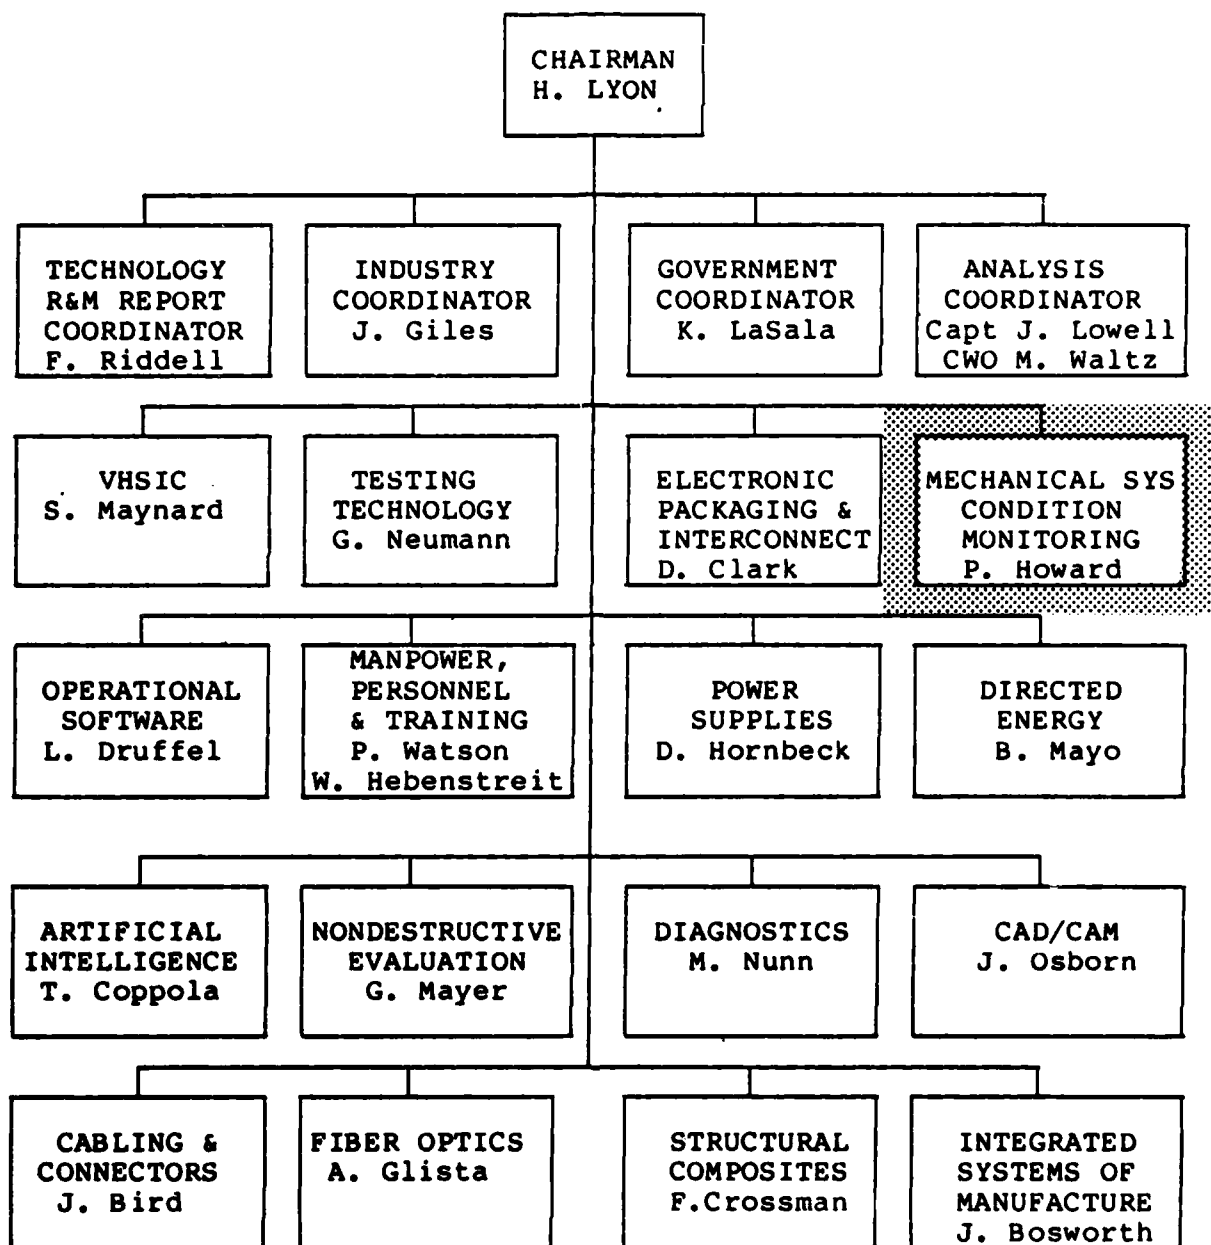 CHAIRMAN
H. LYON
TECHNOLOGY
R&M REPORT
COORDINATOR
F. Riddell
INDUSTRY
COORDINATOR
J. Giles
GOVERNMENT
COORDINATOR
K. LaSala
ANALYSIS
COORDINATOR
Capt J. Lowell
CWO M. Waltz
VHSIC
S. Maynard
TESTING
TECHNOLOGY
G. Neumann
ELECTRONIC
PACKAGING &
INTERCONNECT
D. Clark
MECHANICAL SYS
CONDITION
MONITORING
P. Howard
OPERATIONAL
SOFTWARE
L. Druffel
MANPOWER,
PERSONNEL
& TRAINING
P. Watson
W. Hebenstreit
POWER
SUPPLIES
D. Hornbeck
DIRECTED
ENERGY
B. Mayo
ARTIFICIAL
INTELLIGENCE
T. Coppola
NONDESTRUCTIVE
EVALUATION
G. Mayer
DIAGNOSTICS
M. Nunn
CAD/CAM
J. Osborn
CABLING &
CONNECTORS
J. Bird
FIBER OPTICS
A. Glista
STRUCTURAL
COMPOSITES
F.Crossman
INTEGRATED
SYSTEMS OF
MANUFACTURE
J. Bosworth